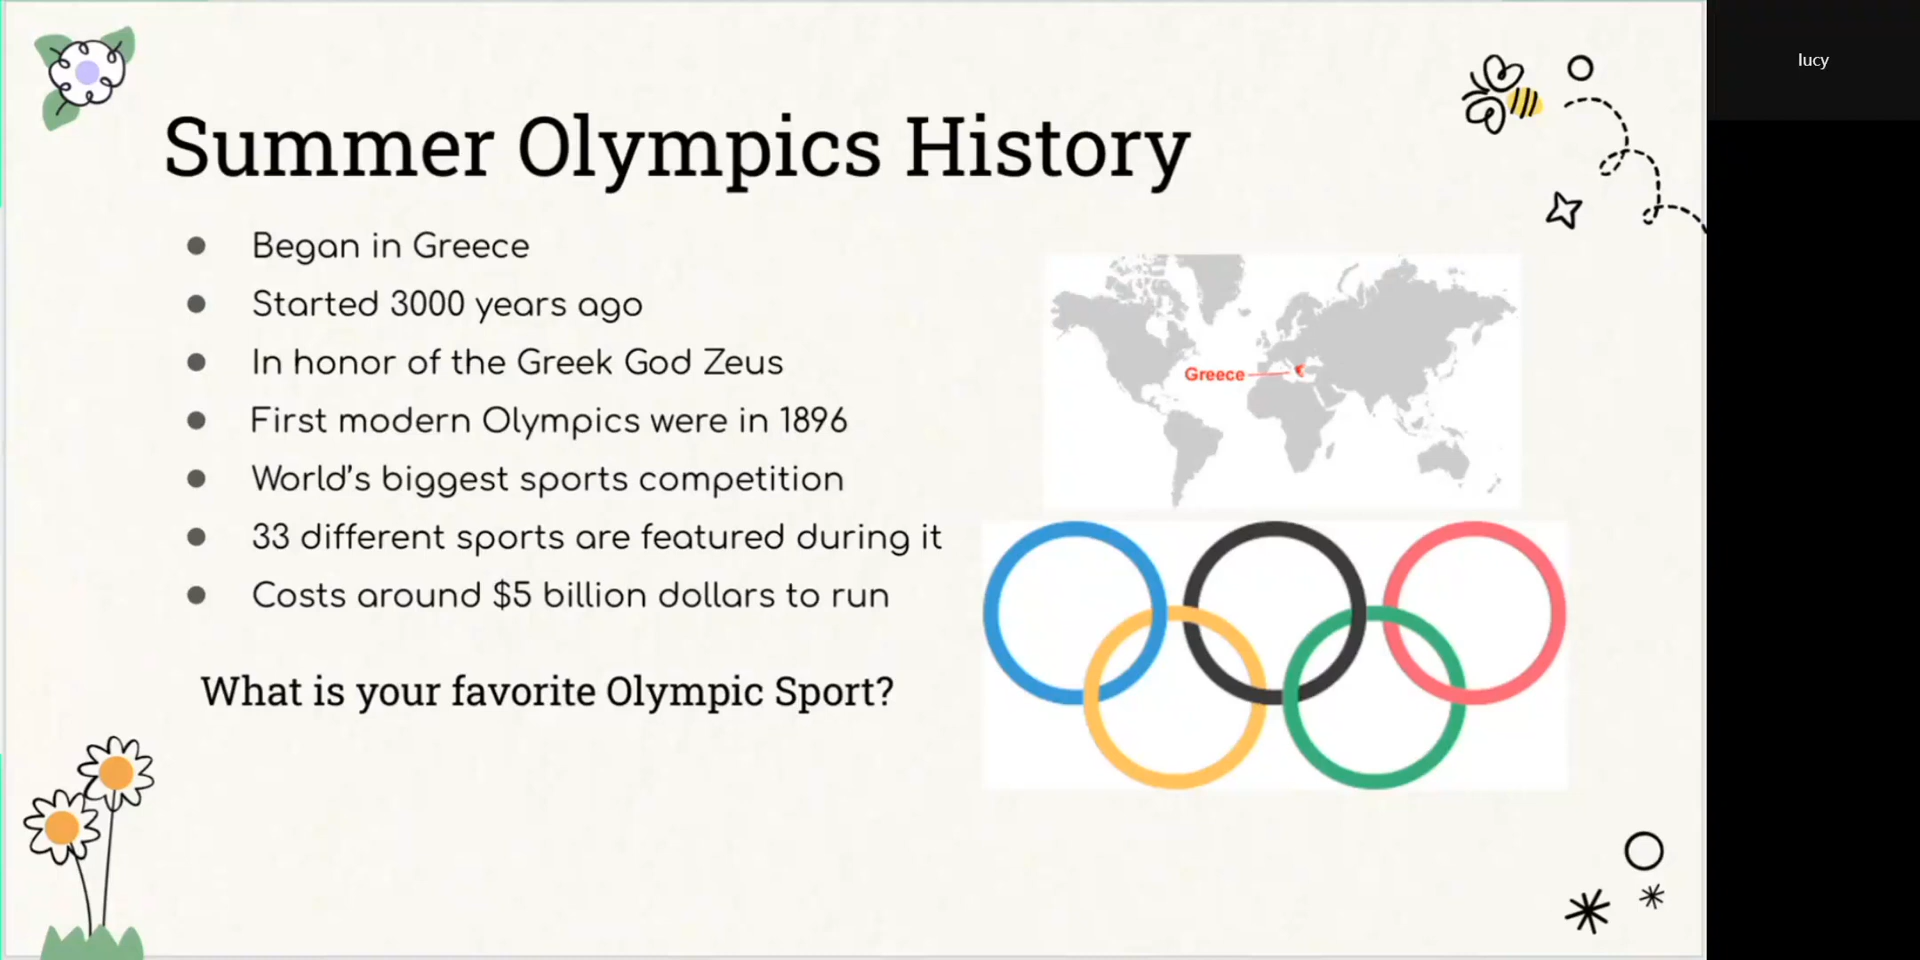 Summer Olympics History
Began in Greece
Started 3000 years ago
In honor of the Greek God Zeus
First modern Olympics were in 1896
World's biggest sports competition
33 different sports are featured during it
Costs around $5 billion dollars to run
What is your favorite Olympic Sport?
Greece
lucy